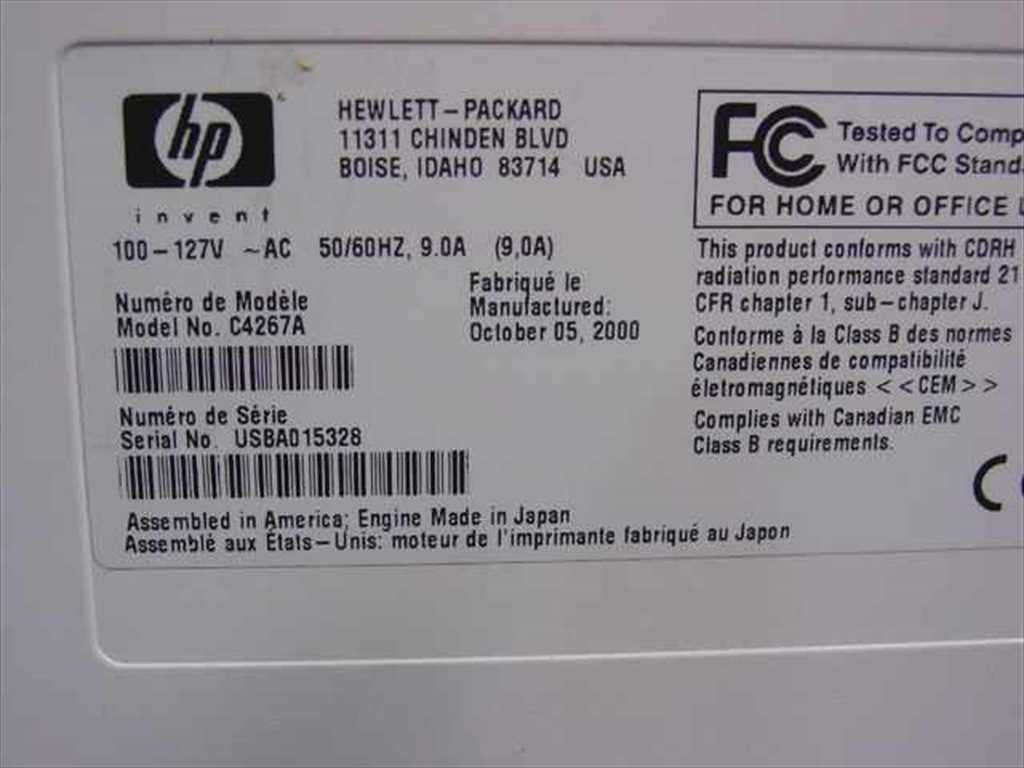 hp
invent
HEWLETT-PACKARD
11311 CHINDEN BLVD
BOISE, IDAHO 83714 USA
100-127V ~AC 50/60HZ, 9.0A (9,0A)
Numéro de Modèle
Model No. C4267A
Fabriqué le
Manufactured:
October 05, 2000
Numéro de Série
Serial No. USBA015328
Assembled in America; Engine Made in Japan
Assemblé aux États-Unis: moteur de l'imprimante fabriqué au Japon
FC Tested To Comp
With FCC Stand
FOR HOME OR OFFICE
This product conforms with CDRH
radiation performance standard 21
CFR chapter 1, sub-chapter J.
Conforme à la Class B des normes
Canadiennes de compatibilité
életromagnétiques <<CEM>>
Complies with Canadian EMC
Class B requirements.